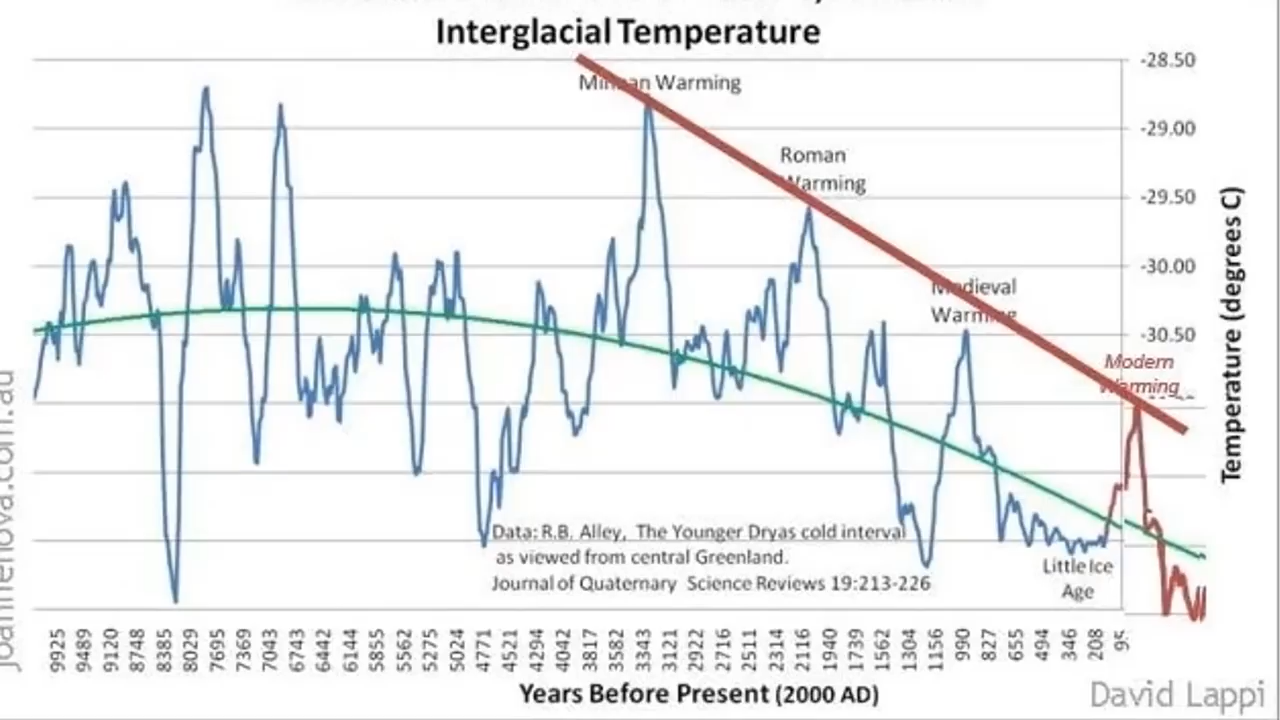 Interglacial Temperature
-28.50
Warming
-29.00
Roman
Warming
-29.50
-30.00
Medieval
Warming
-30.50
Modern
Warming
Temperature (degrees C)
Data: R.B. Alley, The Younger Dryas cold interval
as viewed from central Greenland.
Journal of Quaternary Science Reviews 19:213-226
Little Ice
Age
9925 9489 9120 8748 8385 8029 7695 7369 7043 6743 6442 6144 5855 5562 5275 5024 4771 4521 4294 4042 3817 3582 3343 3121 2922 2716 2511 2314 2116 1940 1739 1562 1304 1156 990 827 655 494 346 208 95
Years Before Present (2000 AD)
joannenova.com.au
David Lappi